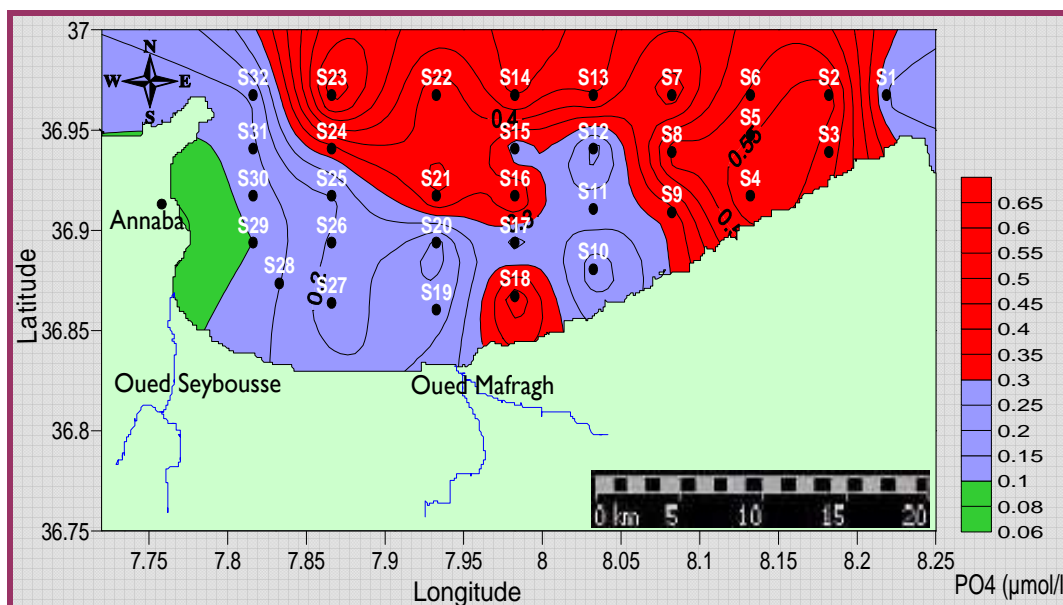 37
36.95
36.9
36.85
36.8
36.75
Latitude
N
W E
S
S32 S23 S22 S14 S13 S7 S6 S2 S1
S31 S24 S15 S12 S8 S5 S3
0.4
0.55
S30 S25 S21 S16 S11 S9 S4
Annaba
S29 S26 S20 S17 S10
S28 S27 S19 S18
0.2
Oued Seybousse
Oued Mafragh
0 km 5 10 15 20
7.75 7.8 7.85 7.9 7.95 8 8.05 8.1 8.15 8.2 8.25
Longitude
0.65
0.6
0.55
0.5
0.45
0.4
0.35
0.3
0.25
0.2
0.15
0.1
0.08
0.06
PO4 (µmol/l